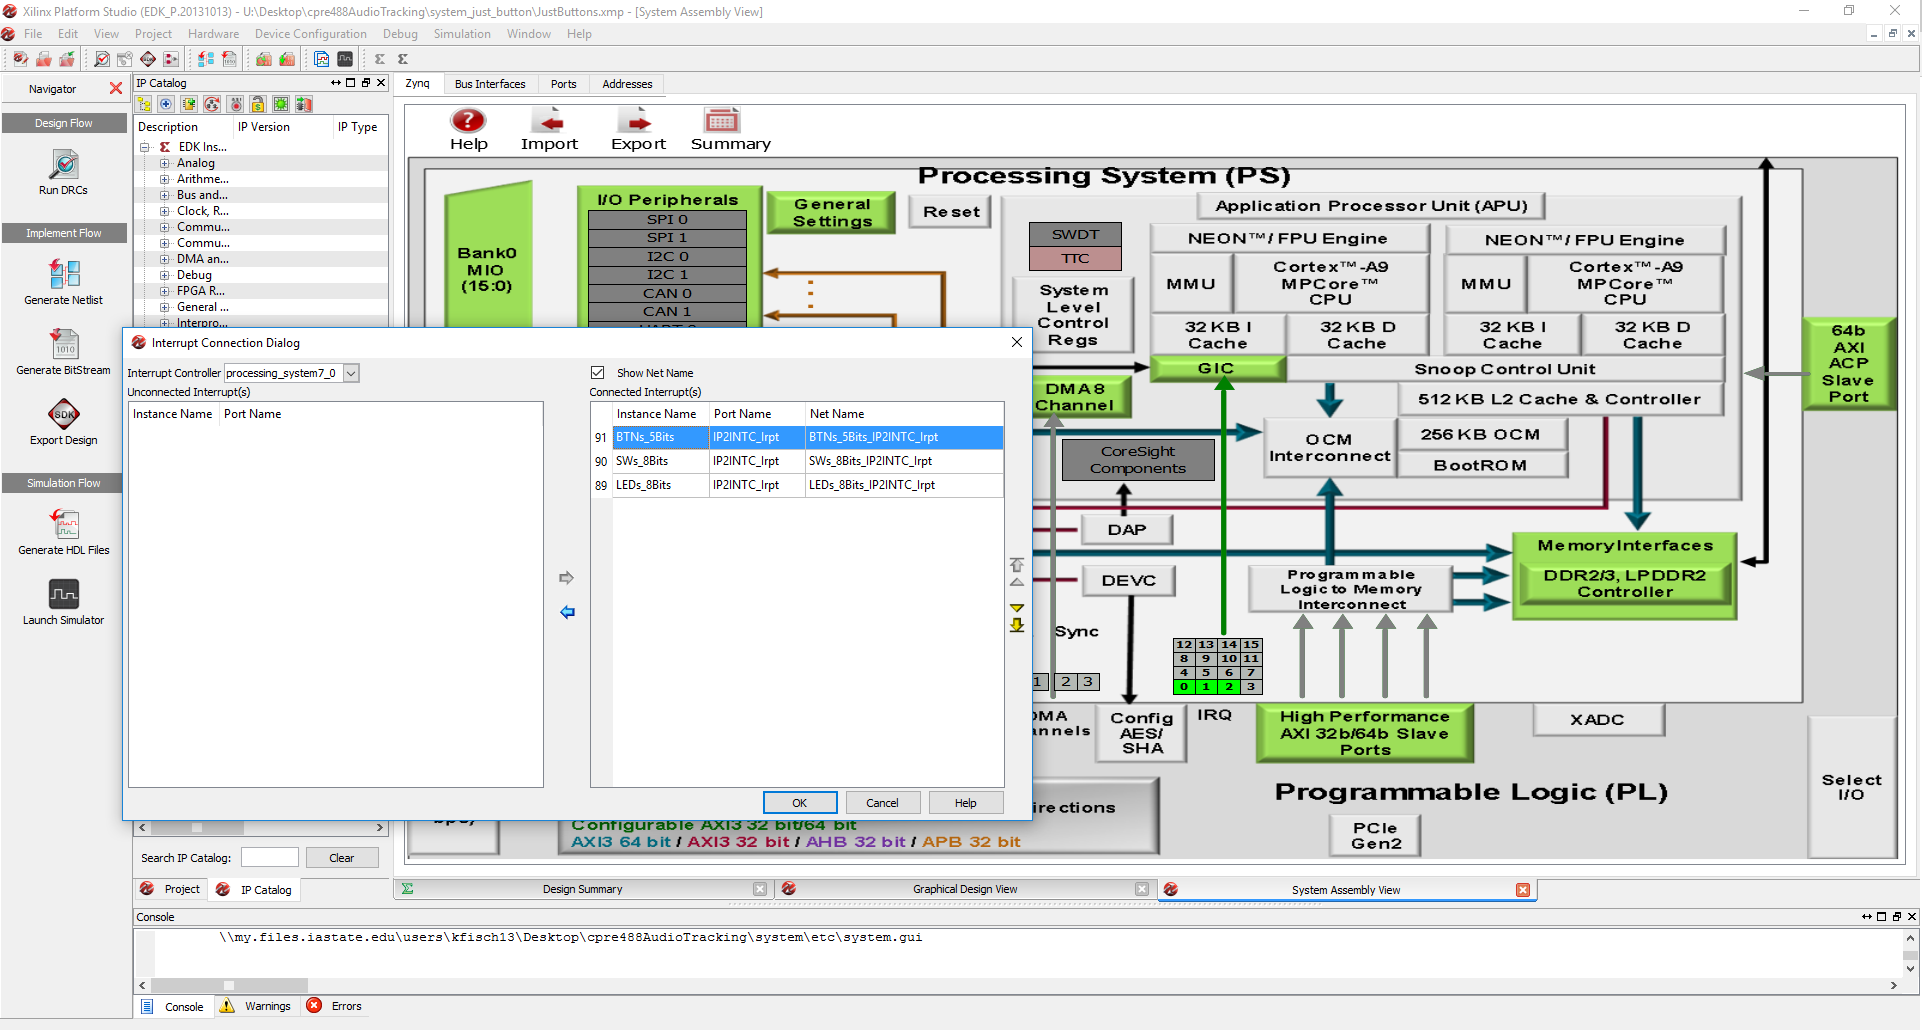 Xilinx Platform Studio (EDK_P.20131013) - U:\Desktop\cpre488AudioTracking\system_just_button\JustButtons.xmp - [System Assembly View]
File Edit View Project Hardware Device Configuration Debug Simulation Window Help
Navigator
Design Flow
Run DRCs
Implement Flow
Generate Netlist
Generate BitStream
SDK
Export Design
Simulation Flow
Generate HDL Files
Launch Simulator
IP Catalog
Description IP Version IP Type
EDK Ins...
Analog
Arithme...
Bus and...
Clock, R...
Commu...
Commu...
DMA an...
Debug
FPGA R...
General ...
Interpro...
Search IP Catalog: Clear
Project IP Catalog
Zynq Bus Interfaces Ports Addresses
Help Import Export Summary
Processing System (PS)
Bank0
MIO
(15:0)
I/O Peripherals
SPI 0
SPI 1
I2C 0
I2C 1
CAN 0
CAN 1
General
Settings
Reset
Application Processor Unit (APU)
SWDT
TTC
System
Level
Control
Regs
NEON™/ FPU Engine
MMU
Cortex™-A9
MPCore™
CPU
32 KB I
Cache
32 KB D
Cache
NEON™/ FPU Engine
MMU
Cortex™-A9
MPCore™
CPU
32 KB I
Cache
32 KB D
Cache
GIC
Snoop Control Unit
DMA8
Channel
512 KB L2 Cache & Controller
OCM
Interconnect
256 KB OCM
BootROM
CoreSight
Components
64b
AXI
ACP
Slave
Port
DAP
DEVC
Programmable
Logic to Memory
Interconnect
Memory Interfaces
DDR2/3, LPDDR2
Controller
Sync
1 2 3
12 13 14 15
8 9 10 11
4 5 6 7
0 1 2 3
IRQ
Config
AES/
SHA
High Performance
AXI 32b/64b Slave
Ports
XADC
Select
I/O
Programmable Logic (PL)
PCIe
Gen2
Configurable AXI3 32 bit/64 bit
AXI3 64 bit / AXI3 32 bit / AHB 32 bit / APB 32 bit
Interrupt Connection Dialog
Interrupt Controller processing_system7_0
Show Net Name
Unconnected Interrupt(s)
Instance Name Port Name
Connected Interrupt(s)
Instance Name Port Name Net Name
91 BTNs_5Bits IP2INTC_Irpt BTNs_5Bits_IP2INTC_Irpt
90 SWs_8Bits IP2INTC_Irpt SWs_8Bits_IP2INTC_Irpt
89 LEDs_8Bits IP2INTC_Irpt LEDs_8Bits_IP2INTC_Irpt
OK Cancel Help
Design Summary Graphical Design View System Assembly View
Console
\\my.files.iastate.edu\users\kfisch13\Desktop\cpre488AudioTracking\system\etc\system.gui
Console Warnings Errors